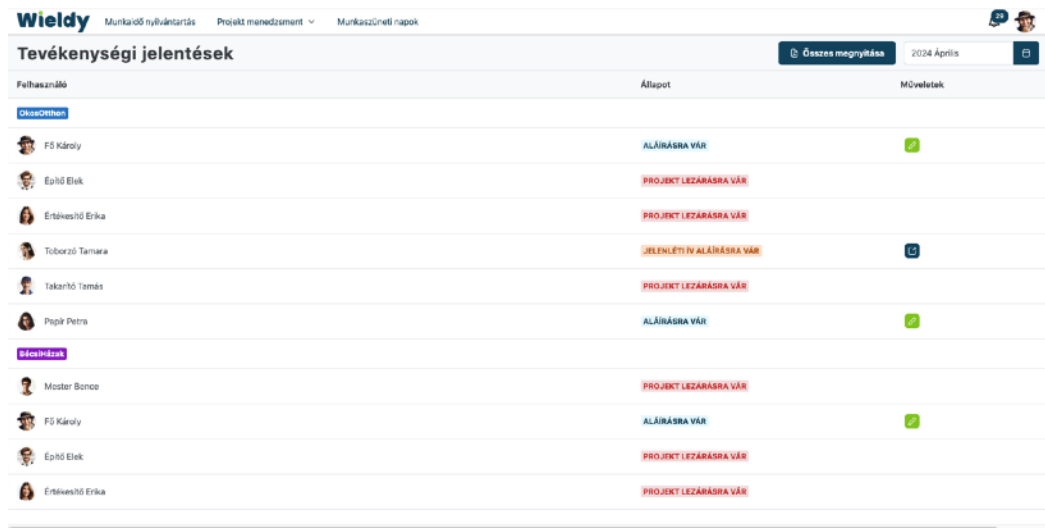 Wieldy Munkaidő nyilvántartás Projekt menedzsment Munkaszüneti napok 29
Tevékenységi jelentések Összes megnyitása 2024 Április
Felhasználó Állapot Műveletek
OkosOtthon
Fő Károly ALÁÍRÁSRA VÁR
Építő Elek PROJEKT LEZÁRÁSRA VÁR
Értékesítő Erika PROJEKT LEZÁRÁSRA VÁR
Toborzó Tamara JELENLÉTI ÍV ALÁÍRÁSRA VÁR
Takarító Tamás PROJEKT LEZÁRÁSRA VÁR
Papír Petra ALÁÍRÁSRA VÁR
BécsiHázak
Mester Bence PROJEKT LEZÁRÁSRA VÁR
Fő Károly ALÁÍRÁSRA VÁR
Építő Elek PROJEKT LEZÁRÁSRA VÁR
Értékesítő Erika PROJEKT LEZÁRÁSRA VÁR